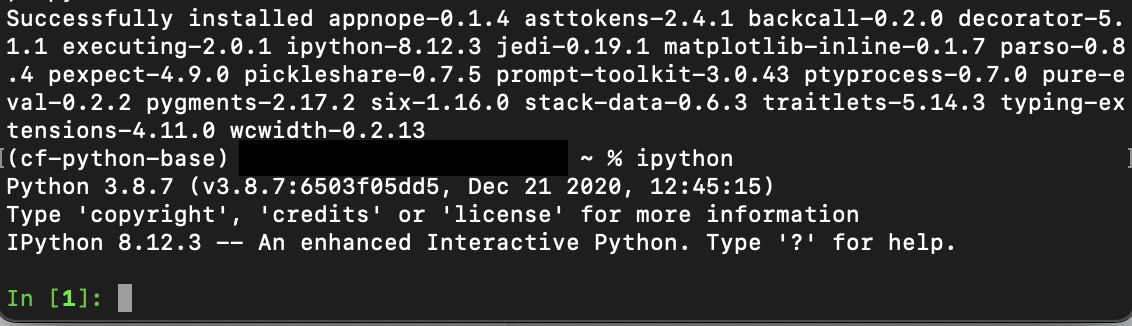 Successfully installed appnope-0.1.4 asttokens-2.4.1 backcall-0.2.0 decorator-5.
1.1 executing-2.0.1 ipython-8.12.3 jedi-0.19.1 matplotlib-inline-0.1.7 parso-0.8
.4 pexpect-4.9.0 pickleshare-0.7.5 prompt-toolkit-3.0.43 ptyprocess-0.7.0 pure-e
val-0.2.2 pygments-2.17.2 six-1.16.0 stack-data-0.6.3 traitlets-5.14.3 typing-ex
tensions-4.11.0 wcwidth-0.2.13
(cf-python-base) ~ % ipython
Python 3.8.7 (v3.8.7:6503f05dd5, Dec 21 2020, 12:45:15)
Type 'copyright', 'credits' or 'license' for more information
IPython 8.12.3 -- An enhanced Interactive Python. Type '?' for help.
In [1]: